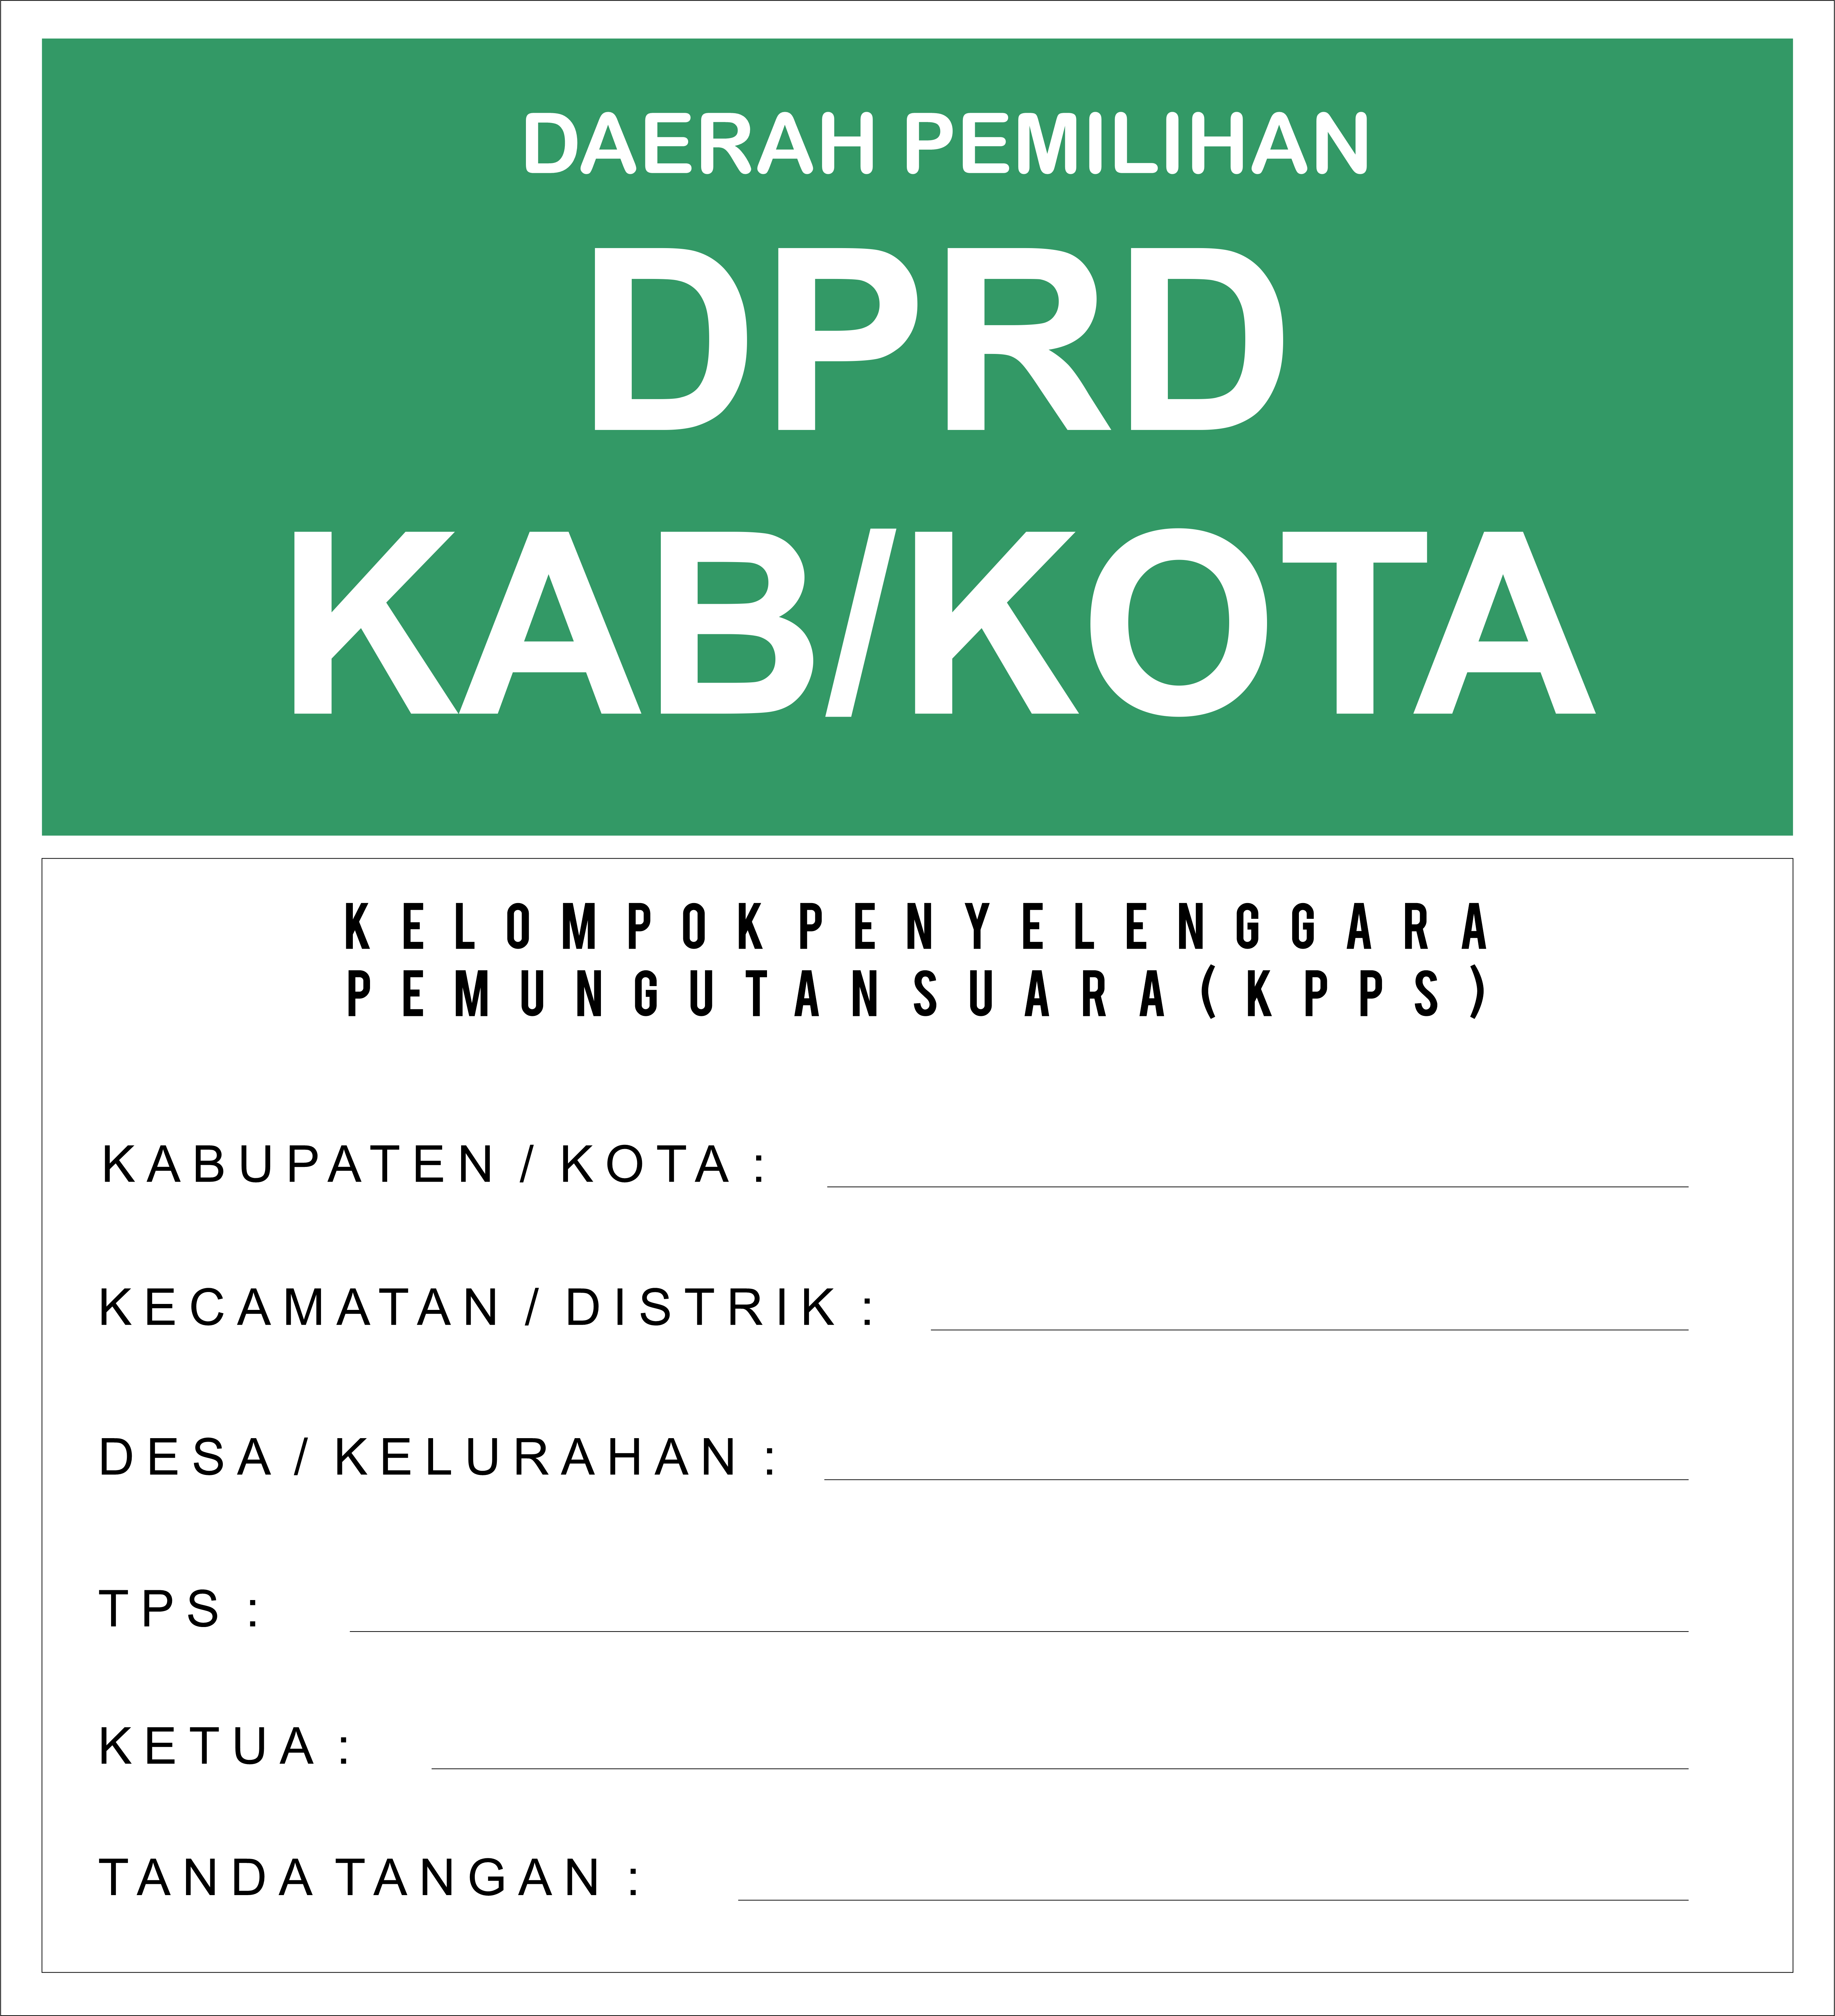 DAERAH PEMILIHAN
DPRD
KAB/KOTA
KELOMPOK PENYELENGGARA
PEMUNGUTAN SUARA (KPPS)
KABUPATEN / KOTA :
KECAMATAN / DISTRIK :
DESA / KELURAHAN :
TPS :
KETUA :
TANDA TANGAN :